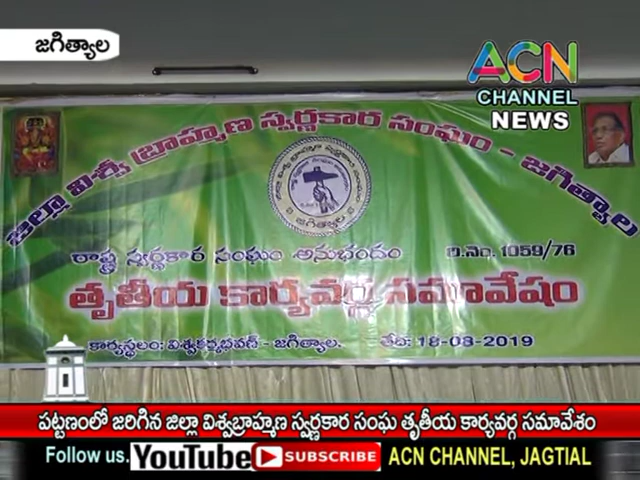 జగిత్యాల
ACN
CHANNEL
NEWS
జిల్లా విశ్వ బ్రాహ్మణ స్వర్ణకార సంఘం - జగిత్యాల
రాష్ట్ర స్వర్ణకార సంఘం అనుభందం రి.నెం. 1059/76
తృతీయ కార్యవర్గ సమావేషం
కార్యస్థలం: విశ్వకర్మభవణ్ - జగిత్యాల. తేది: 18-08-2019
పట్టణంలో జరిగిన జిల్లా విశ్వబ్రాహ్మణ స్వర్ణకార సంఘ తృతీయ కార్యవర్గ సమావేశం
Follow us. YouTube SUBSCRIBE ACN CHANNEL, JAGTIAL